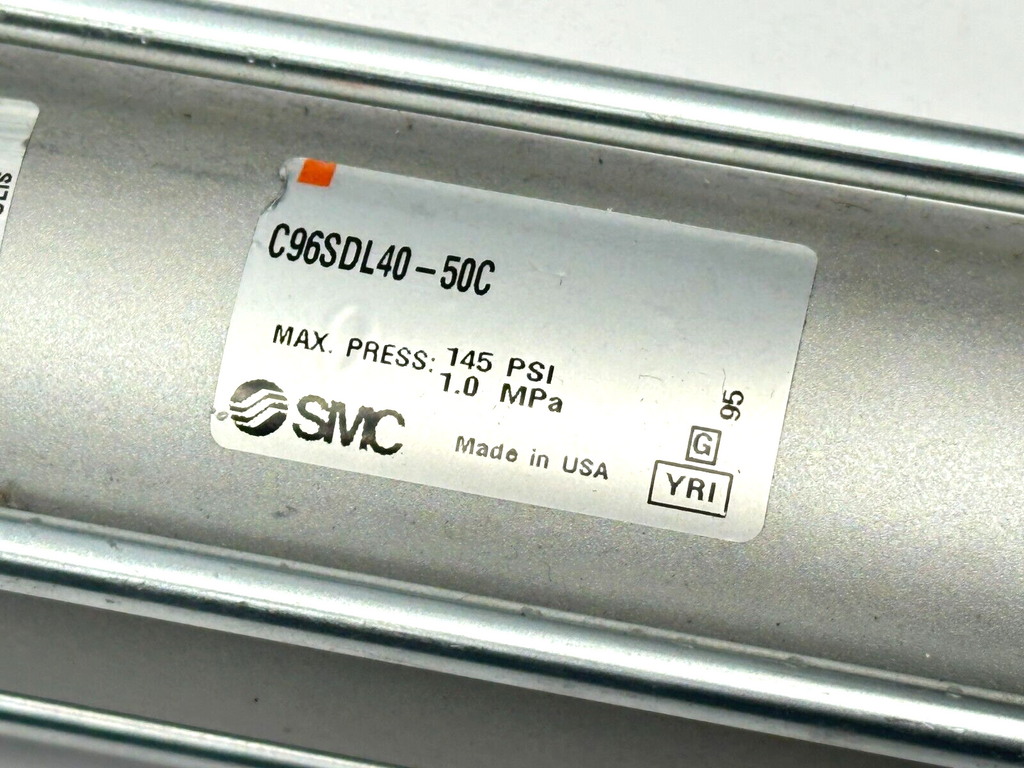 C96SDL40-50C
MAX. PRESS: 145 PSI
1.0 MPa
SMC
Made in USA
95
G
YRI